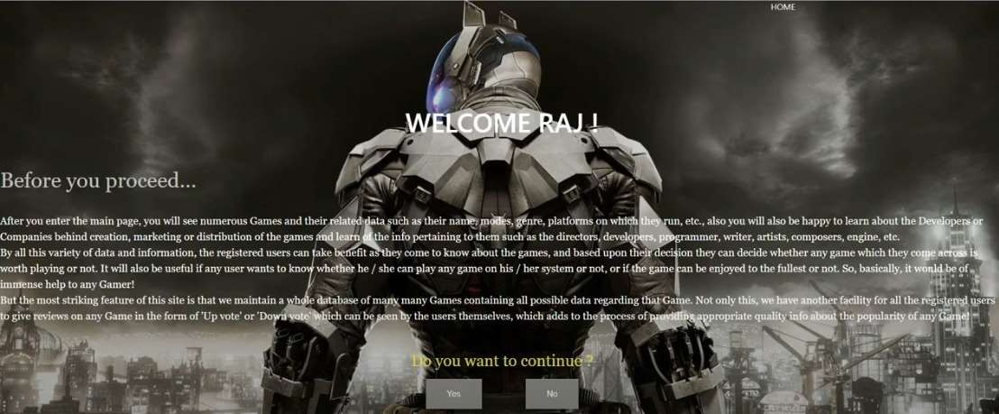 HOME
WELCOME RAJ !
Before you proceed...
After you enter the main page, you will see numerous Games and their related data such as their name, modes, genre, platforms on which they run, etc., also you will also be happy to learn about the Developers or
Companies behind creation, marketing or distribution of the games and learn of the info pertaining to them such as the directors, developers, programmer, writer, artists, composers, engine, etc.
By all this variety of data and information, the registered users can take benefit as they come to know about the games, and based upon their decision they can decide whether any game which they come across is
worth playing or not. It will also be useful if any user wants to know whether he / she can play any game on his / her system or not, or if the game can be enjoyed to the fullest or not. So, basically, it would be of
immense help to any Gamer!
But the most striking feature of this site is that we maintain a whole database of many many Games containing all possible data regarding that Game. Not only this, we have another facility for all the registered users
to give reviews on any Game in the form of 'Up vote' or 'Down vote' which can be seen by the users themselves, which adds to the process of providing appropriate quality info about the popularity of any Game!
Do you want to continue ?
Yes No